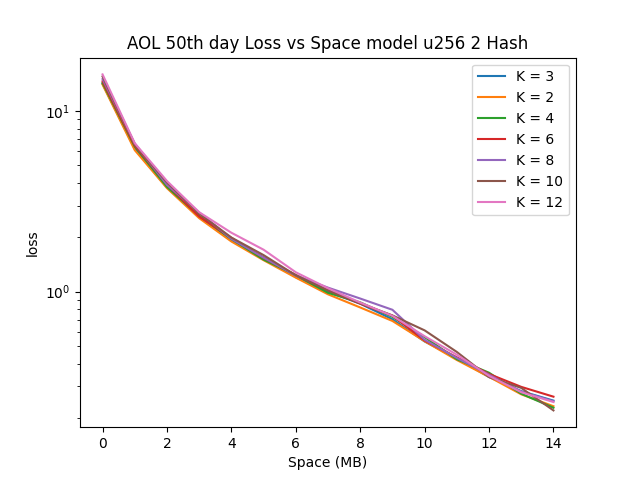 AOL 50th day Loss vs Space model u256 2 Hash
loss
10¹
10⁰
K = 3
K = 2
K = 4
K = 6
K = 8
K = 10
K = 12
0 2 4 6 8 10 12 14
Space (MB)